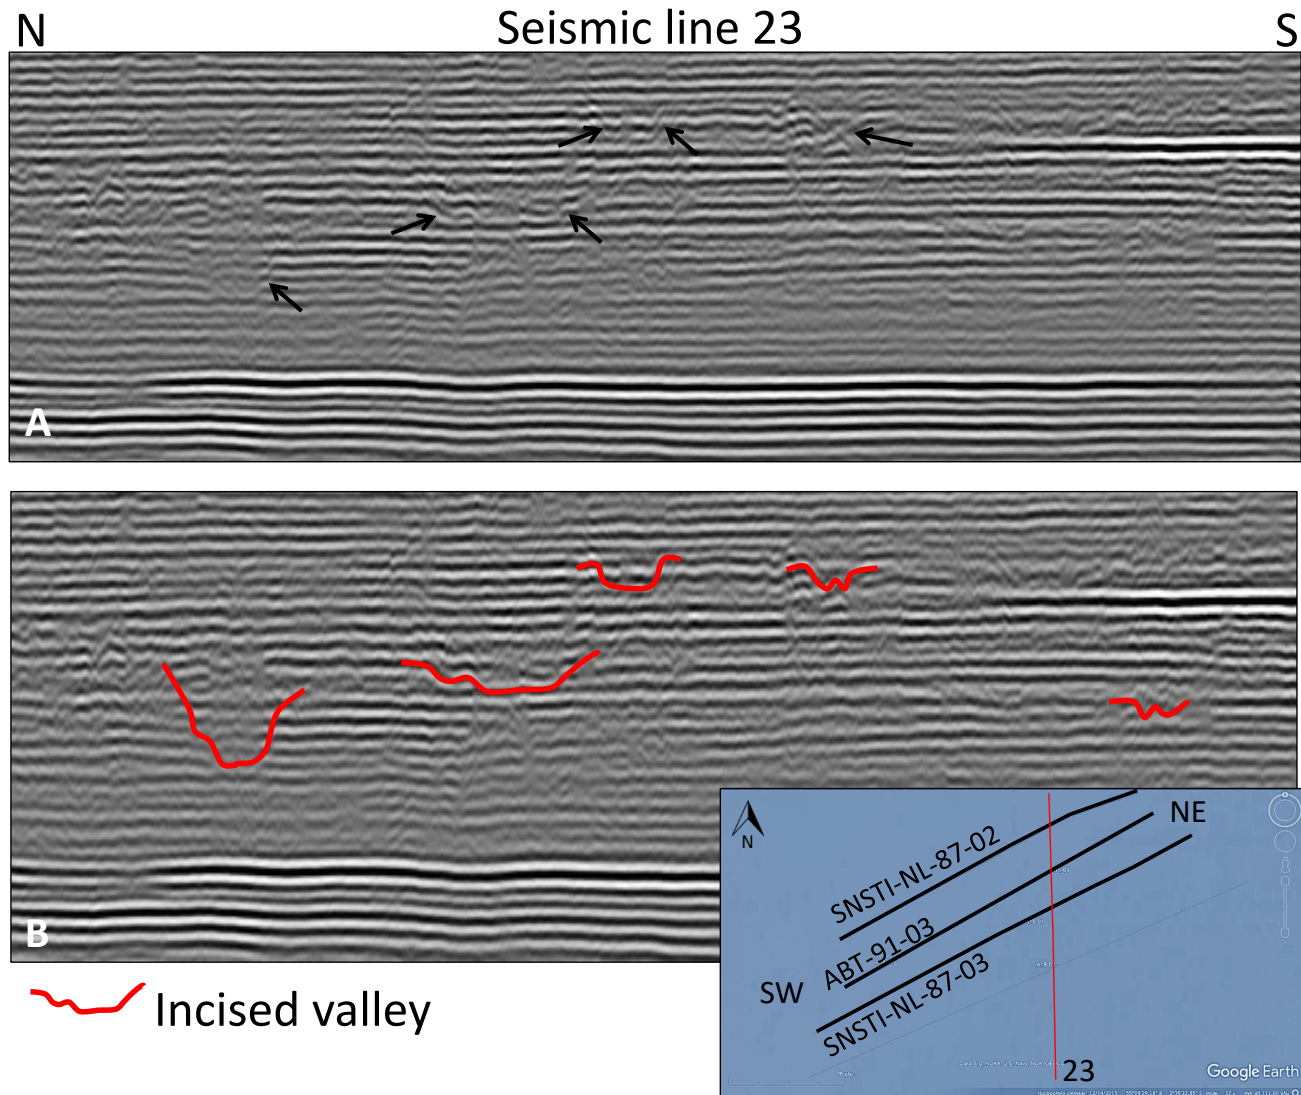 N
Seismic line 23
S
A
B
Incised valley
N
NE
SNSTI-NL-87-02
ABT-91-03
SW
SNSTI-NL-87-03
23
Google Earth